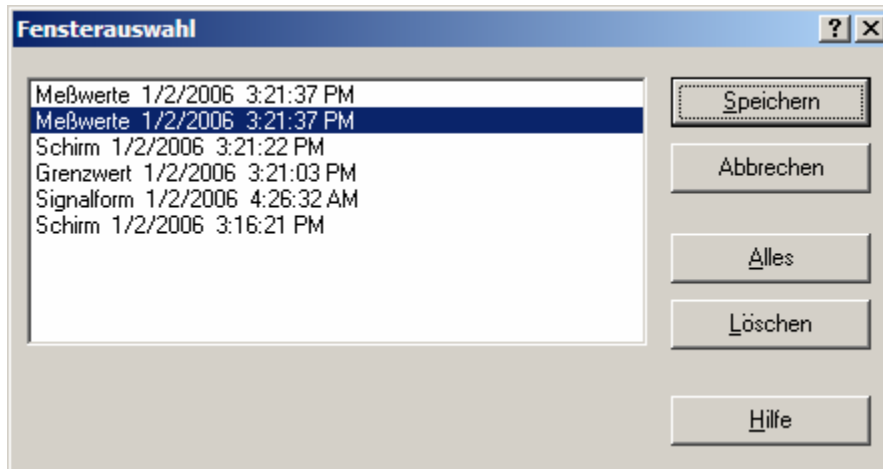 Fensterauswahl
Meßwerte 1/2/2006 3:21:37 PM
Meßwerte 1/2/2006 3:21:37 PM
Schirm 1/2/2006 3:21:22 PM
Grenzwert 1/2/2006 3:21:03 PM
Signalform 1/2/2006 4:26:32 AM
Schirm 1/2/2006 3:16:21 PM
Speichern
Abbrechen
Alles
Löschen
Hilfe